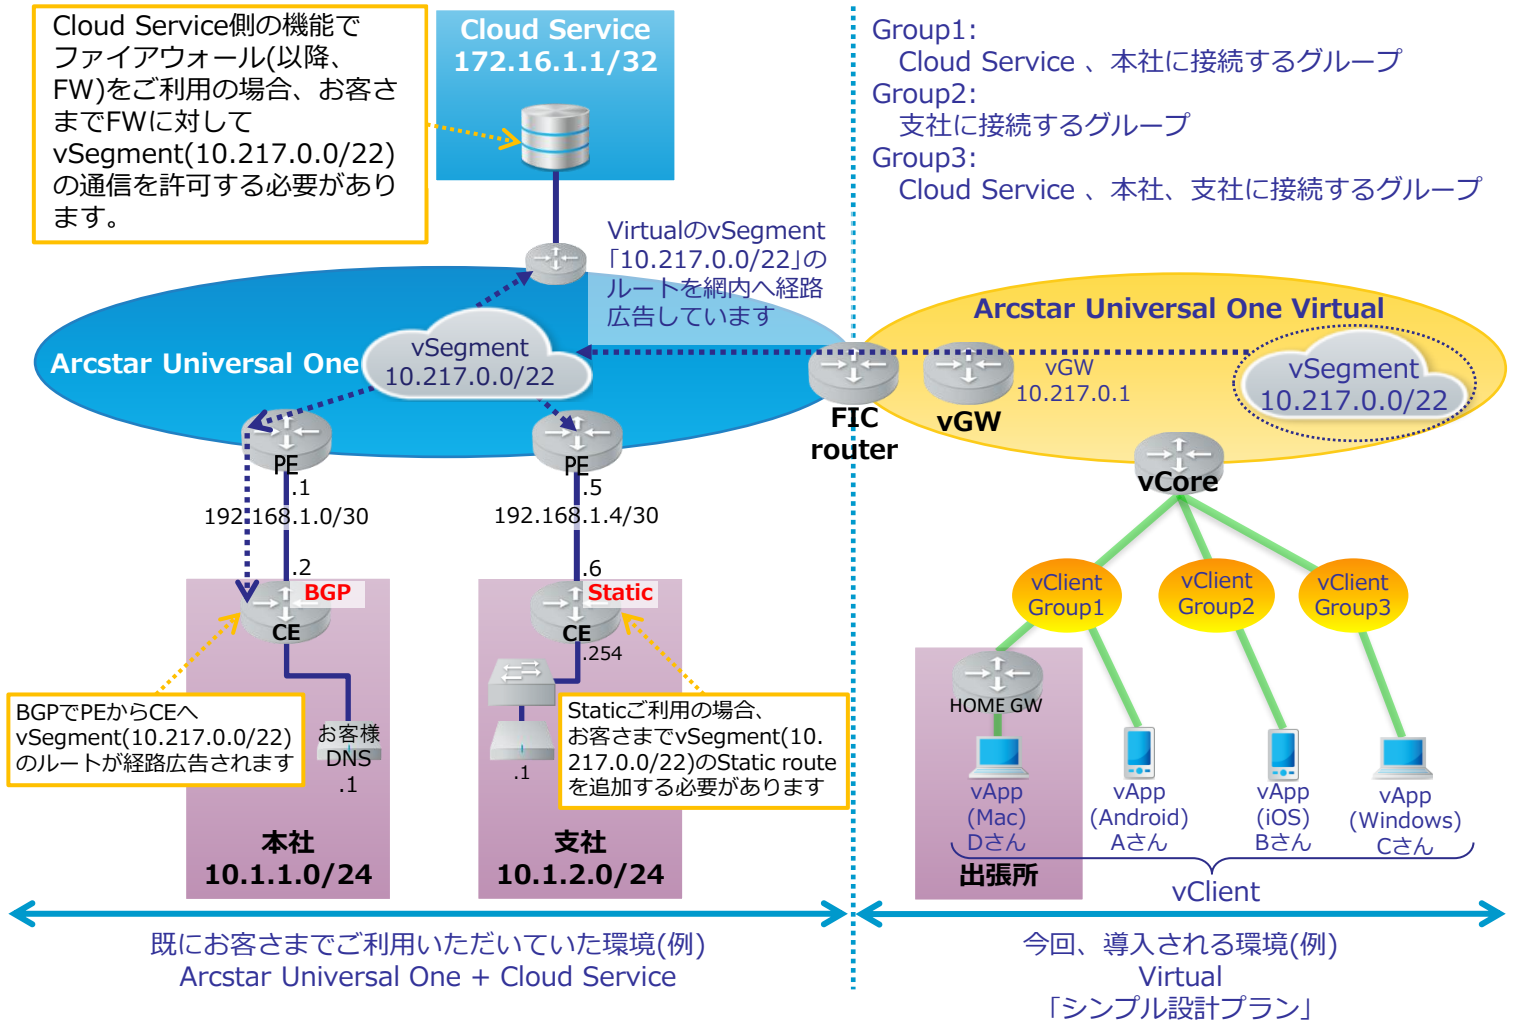 Cloud Service側の機能で
ファイアウォール(以降、
FW)をご利用の場合、お客さ
までFWに対して
vSegment(10.217.0.0/22)
の通信を許可する必要があり
ます。
Cloud Service
172.16.1.1/32
Group1:
Cloud Service 、本社に接続するグループ
Group2:
支社に接続するグループ
Group3:
Cloud Service 、本社、支社に接続するグループ
VirtualのvSegment
「10.217.0.0/22」の
ルートを網内へ経路
広告しています
Arcstar Universal One
vSegment
10.217.0.0/22
Arcstar Universal One Virtual
vSegment
10.217.0.0/22
vGW
10.217.0.1
FIC
router
vGW
vCore
PE
.1
192.168.1.0/30
.2
BGP
CE
PE
.5
192.168.1.4/30
.6
Static
CE
.254
BGPでPEからCEへ
vSegment(10.217.0.0/22)
のルートが経路広告されます
お客様
DNS
.1
.1
Staticご利用の場合、
お客さまでvSegment(10.
217.0.0/22)のStatic route
を追加する必要があります
本社
10.1.1.0/24
支社
10.1.2.0/24
vClient
Group1
vClient
Group2
vClient
Group3
HOME GW
vApp
(Mac)
Dさん
vApp
(Android)
Aさん
vApp
(iOS)
Bさん
vApp
(Windows)
Cさん
出張所
vClient
既にお客さまでご利用いただいていた環境(例)
Arcstar Universal One + Cloud Service
今回、導入される環境(例)
Virtual
「シンプル設計プラン」